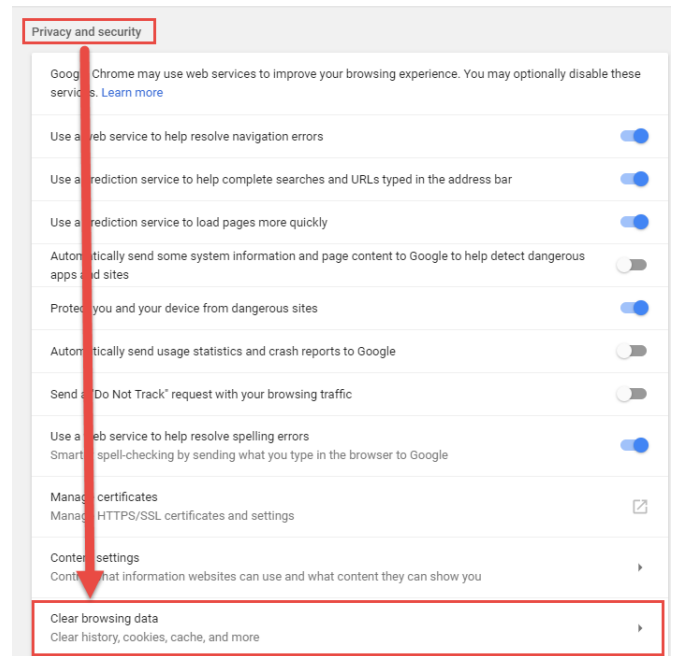 Privacy and security
Google Chrome may use web services to improve your browsing experience. You may optionally disable these
services. Learn more
Use a web service to help resolve navigation errors
Use a prediction service to help complete searches and URLs typed in the address bar
Use a prediction service to load pages more quickly
Automatically send some system information and page content to Google to help detect dangerous
apps and sites
Protect you and your device from dangerous sites
Automatically send usage statistics and crash reports to Google
Send a "Do Not Track" request with your browsing traffic
Use a web service to help resolve spelling errors
Smarter spell-checking by sending what you type in the browser to Google
Manage certificates
Manage HTTPS/SSL certificates and settings
Content settings
Control what information websites can use and what content they can show you
Clear browsing data
Clear history, cookies, cache, and more